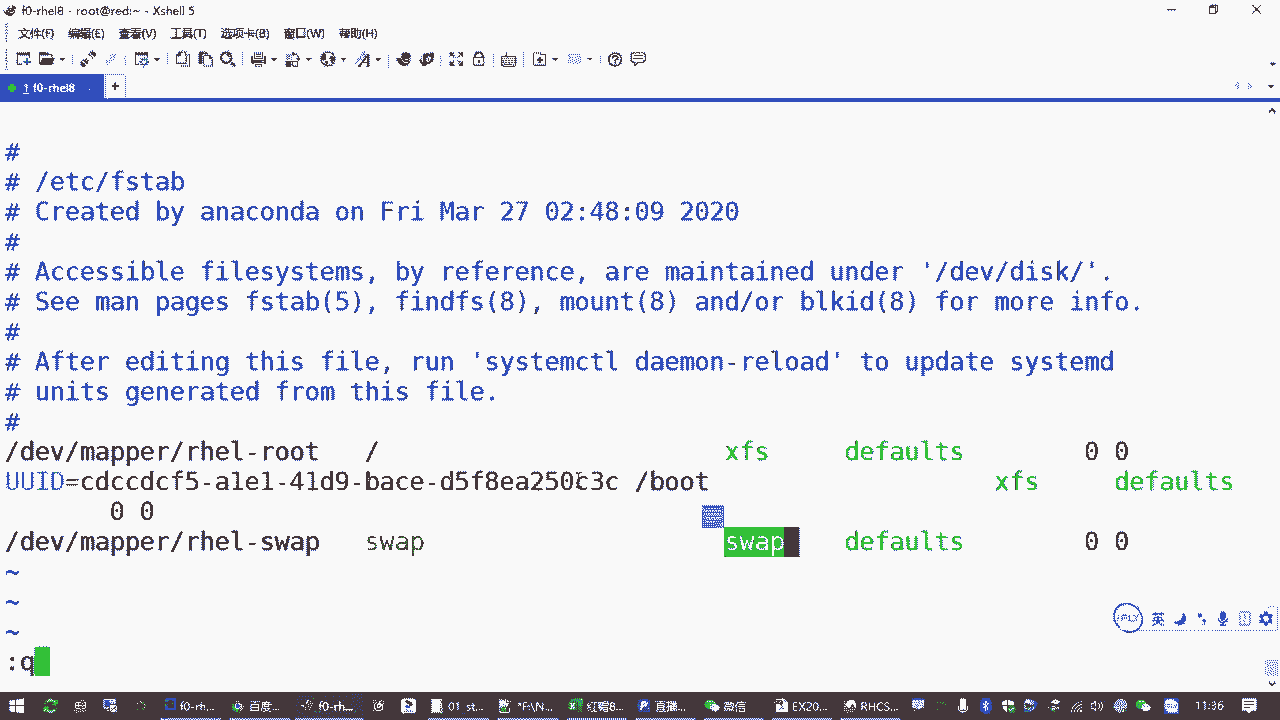 f0-rhel8 - root@red:~ - Xshell 5
文件(F) 编辑(E) 查看(V) 工具(T) 选项卡(B) 窗口(W) 帮助(H)
1 f0-rhel8 +
#
# /etc/fstab
# Created by anaconda on Fri Mar 27 02:48:09 2020
#
# Accessible filesystems, by reference, are maintained under '/dev/disk/'.
# See man pages fstab(5), findfs(8), mount(8) and/or blkid(8) for more info.
#
# After editing this file, run 'systemctl daemon-reload' to update systemd
# units generated from this file.
#
/dev/mapper/rhel-root / xfs defaults 0 0
UUID=cdccdcf5-a1e1-41d9-bace-d5f8ea250c3c /boot xfs defaults
0 0
/dev/mapper/rhel-swap swap swap defaults 0 0
~
~
~
:q
iFLY 英
f0-rh... 百度... f0-rh... 01 st... "F:\N... 红帽8... 直播... 微信 EX20... RHCS... 11:36